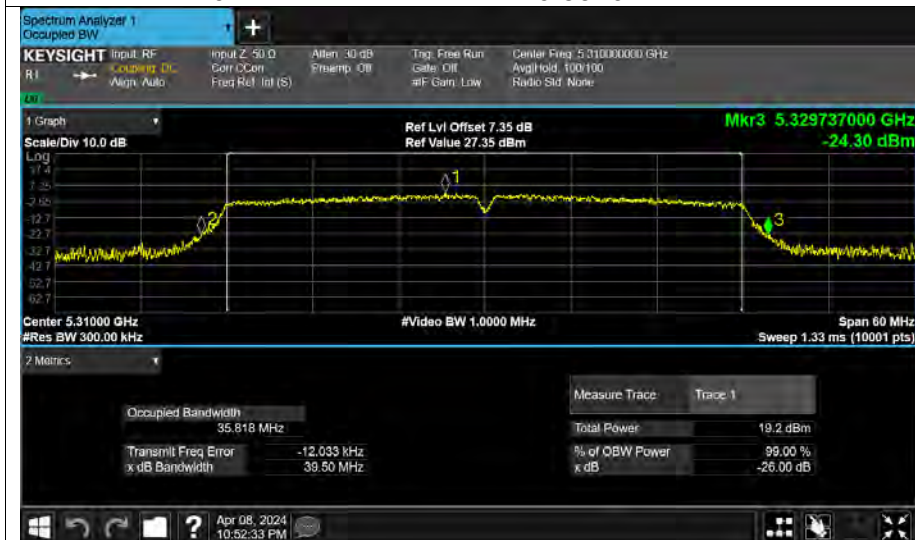 Spectrum Analyzer 1
Occupied BW
KEYSIGHT Input: RF
Coupling: DC
Align: Auto
Input Z: 50 Ω
Corr CCorr
Freq Ref: Int (S)
Atten: 30 dB
Preamp: Off
Trig: Free Run
Gate: Off
#IF Gain: Low
Center Freq: 5.310000000 GHz
Avg|Hold: 100/100
Radio Std: None
1 Graph
Scale/Div 10.0 dB
Ref Lvl Offset 7.35 dB
Ref Value 27.35 dBm
Mkr3 5.329737000 GHz
-24.30 dBm
Log
17.4
7.35
-2.65
-12.7
-22.7
-32.7
-42.7
-52.7
-62.7
1
2
3
Center 5.31000 GHz
#Res BW 300.00 kHz
#Video BW 1.0000 MHz
Span 60 MHz
Sweep 1.33 ms (10001 pts)
2 Metrics
Occupied Bandwidth
35.818 MHz
Transmit Freq Error -12.033 kHz
x dB Bandwidth 39.50 MHz
Measure Trace Trace 1
Total Power 19.2 dBm
% of OBW Power 99.00 %
x dB -26.00 dB
Apr 08, 2024
10:52:33 PM